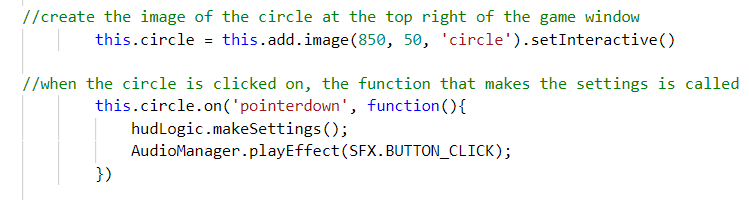 //create the image of the circle at the top right of the game window
this.circle = this.add.image(850, 50, 'circle').setInteractive()
//when the circle is clicked on, the function that makes the settings is called
this.circle.on('pointerdown', function(){
hudLogic.makeSettings();
AudioManager.playEffect(SFX.BUTTON_CLICK);
})